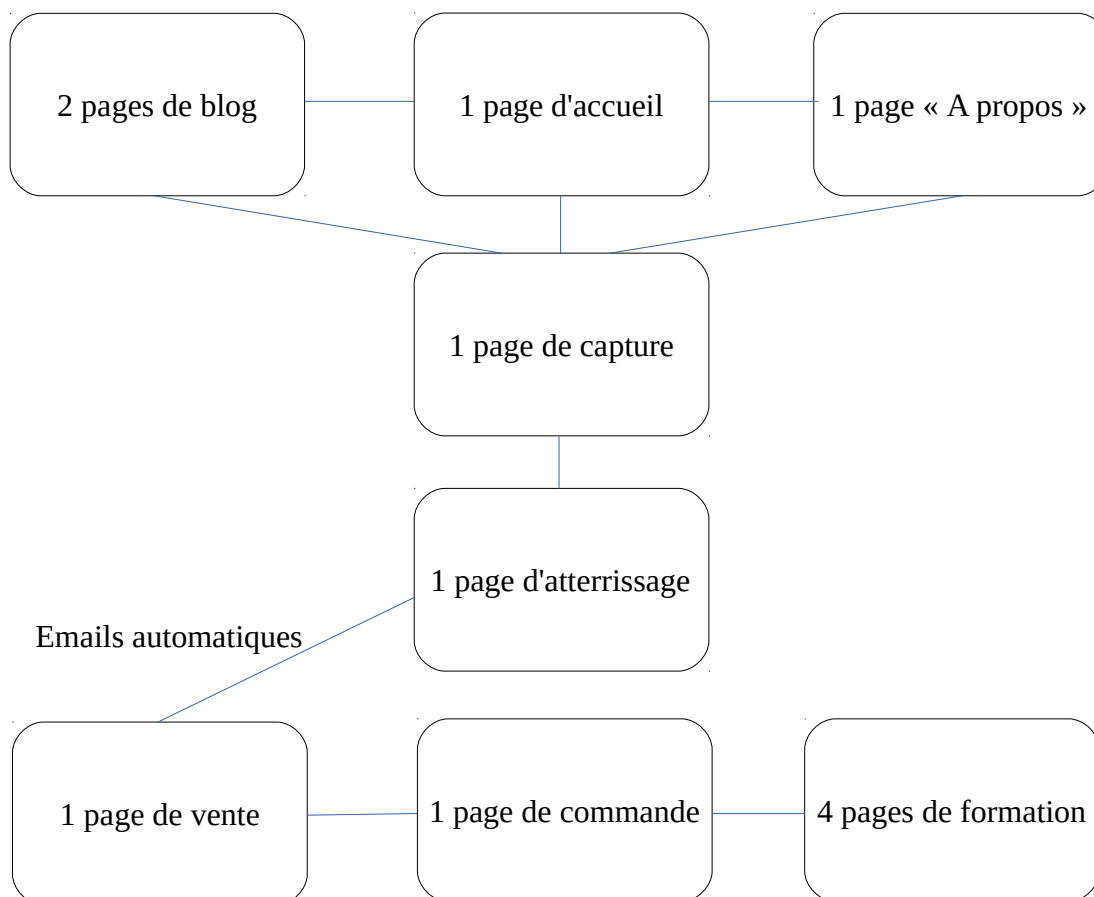 2 pages de blog
1 page d'accueil
1 page « A propos »
1 page de capture
1 page d'atterrissage
Emails automatiques
1 page de vente
1 page de commande
4 pages de formation